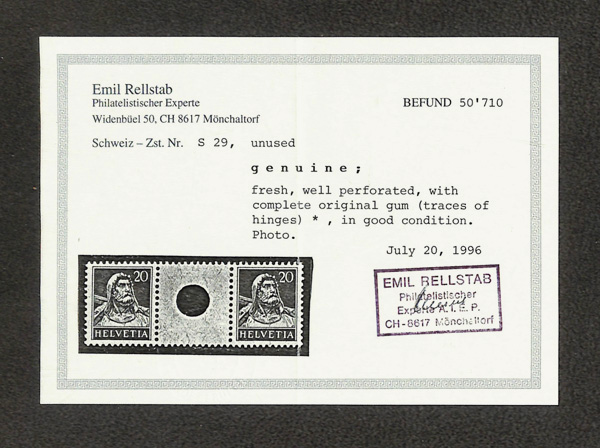 Emil Rellstab
Philatelistischer Experte
Widenbüel 50, CH 8617 Mönchaltorf
BEFUND 50'710
Schweiz – Zst. Nr. S 29, unused
genuine;
fresh, well perforated, with
complete original gum (traces of
hinges) * , in good condition.
Photo.
July 20, 1996
20 20
HELVETIA HELVETIA
EMIL RELLSTAB
Philatelistischer
Experte A.I.E.P.
CH-8617 Mönchaltorf